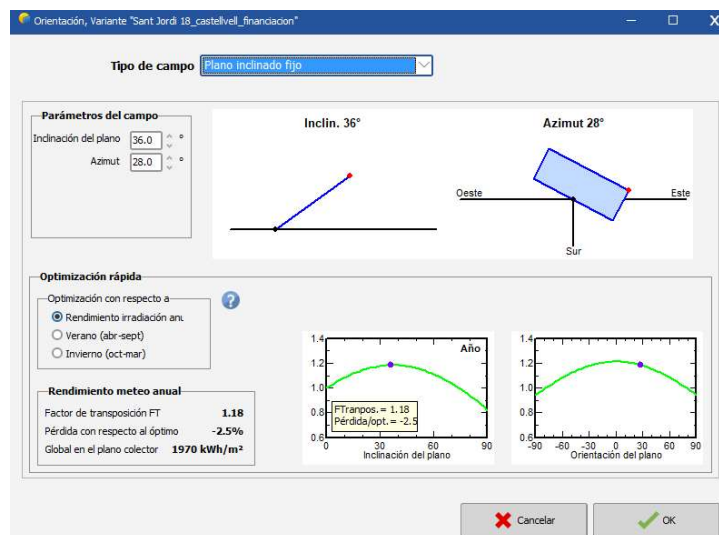 Orientación, Variante "Sant Jordi 18_castellvell_financiacion"
Tipo de campo Plano inclinado fijo
Parámetros del campo
Inclinación del plano 36.0 °
Azimut 28.0 °
Inclin. 36°
Azimut 28°
Oeste
Este
Sur
Optimización rápida
Optimización con respecto a
Rendimiento irradiación anu
Verano (abr-sept)
Invierno (oct-mar)
?
Rendimiento meteo anual
Factor de transposición FT 1.18
Pérdida con respecto al óptimo -2.5%
Global en el plano colector 1970 kWh/m²
Año
1.4
1.2
1.0
0.8
0.6
FTranpos.= 1.18
Pérdida/opt.= -2.5
0 30 60 90
Inclinación del plano
1.4
1.2
1.0
0.8
0.6
-90 -60 -30 0 30 60 90
Orientación del plano
Cancelar
OK